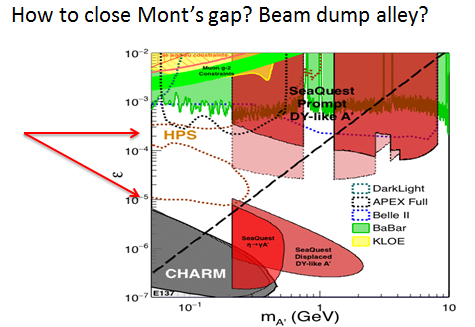 How to close Mont’s gap? Beam dump alley?
10⁻²
Muon g-2
Constraints
SeaQuest
Prompt
DY-like A'
10⁻³
HPS
10⁻⁴
ε
DarkLight
APEX Full
Belle II
BaBar
KLOE
10⁻⁵
SeaQuest
η→γA'
SeaQuest
Displaced
DY-like A'
10⁻⁶
CHARM
E137
10⁻⁷
10⁻¹
1
10
mA' (GeV)